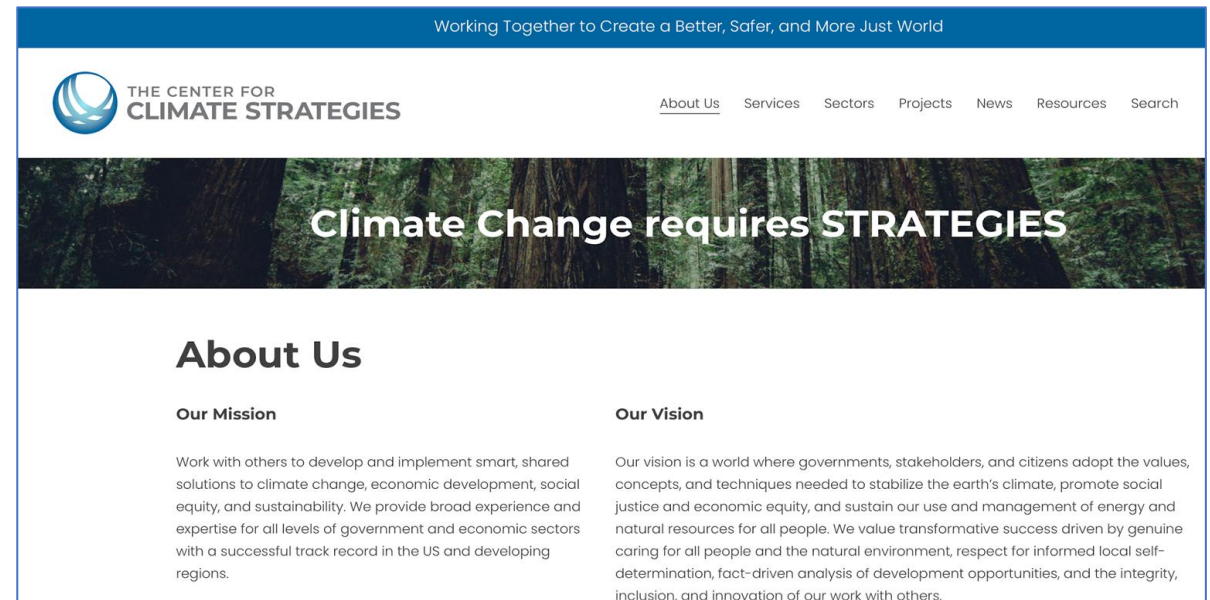 Working Together to Create a Better, Safer, and More Just World
THE CENTER FOR
CLIMATE STRATEGIES
About Us Services Sectors Projects News Resources Search
Climate Change requires STRATEGIES
About Us
Our Mission
Work with others to develop and implement smart, shared
solutions to climate change, economic development, social
equity, and sustainability. We provide broad experience and
expertise for all levels of government and economic sectors
with a successful track record in the US and developing
regions.
Our Vision
Our vision is a world where governments, stakeholders, and citizens adopt the values,
concepts, and techniques needed to stabilize the earth's climate, promote social
justice and economic equity, and sustain our use and management of energy and
natural resources for all people. We value transformative success driven by genuine
caring for all people and the natural environment, respect for informed local self-
determination, fact-driven analysis of development opportunities, and the integrity,
inclusion, and innovation of our work with others.